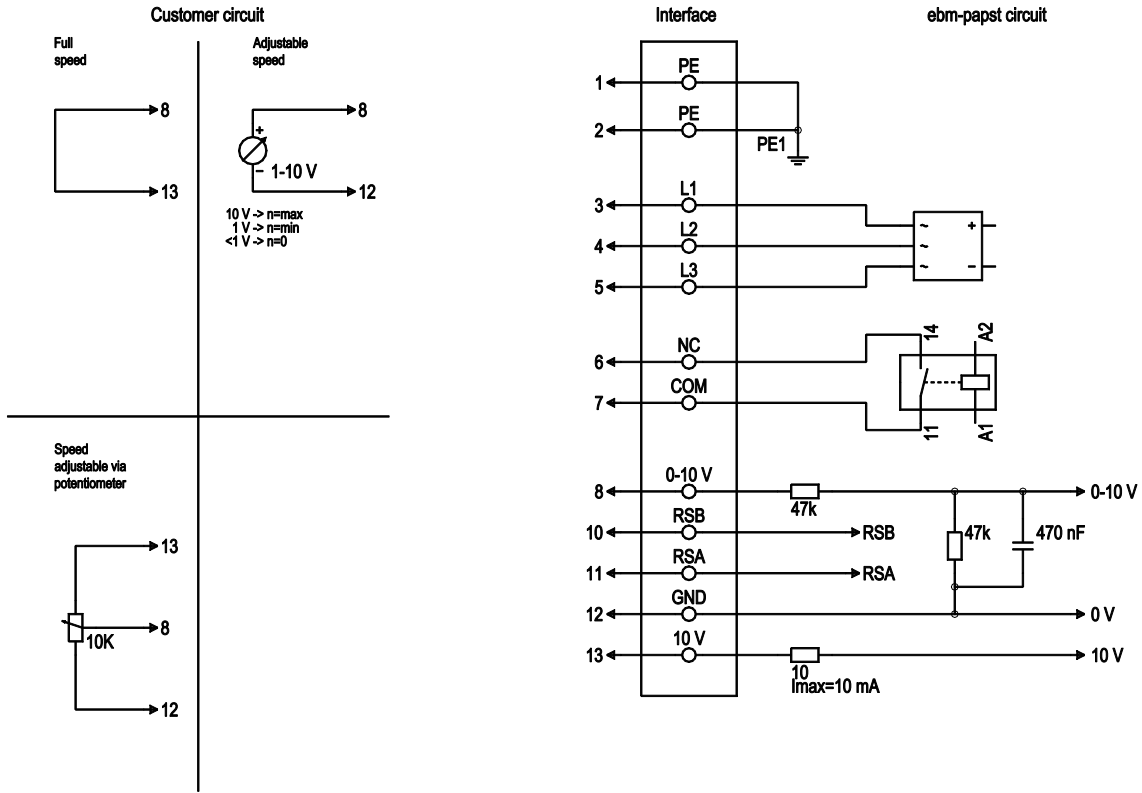 Customer circuit
Interface
ebm-papst circuit
Full
speed
8
13
Adjustable
speed
8
+
–
1-10 V
12
10 V -> n=max
1 V -> n=min
<1 V -> n=0
Speed
adjustable via
potentiometer
13
8
10K
12
1
PE
2
PE
PE1
3
L1
4
L2
5
L3
~
~
~
+
–
6
NC
7
COM
14
A2
11
A1
8
0-10 V
47k
0-10 V
10
RSB
RSB
47k
470 nF
11
RSA
RSA
12
GND
0 V
13
10 V
10
Imax=10 mA
10 V